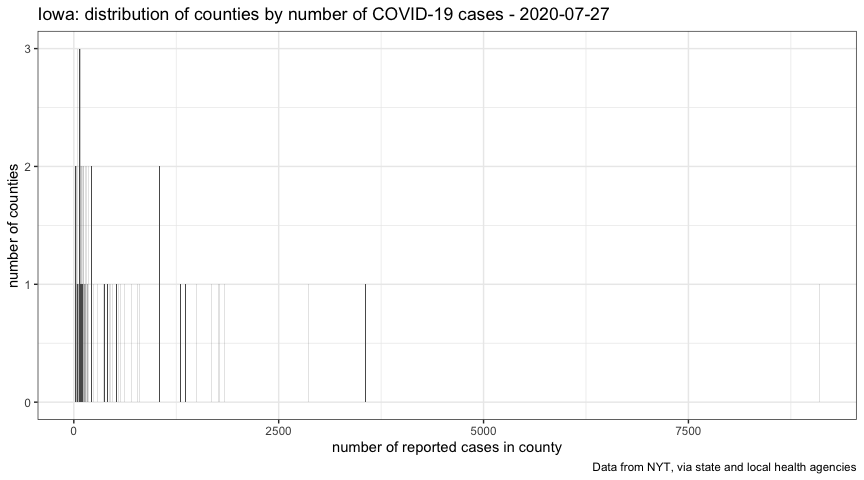 Iowa: distribution of counties by number of COVID-19 cases - 2020-07-27
3
2
1
0
number of counties
0 2500 5000 7500
number of reported cases in county
Data from NYT, via state and local health agencies